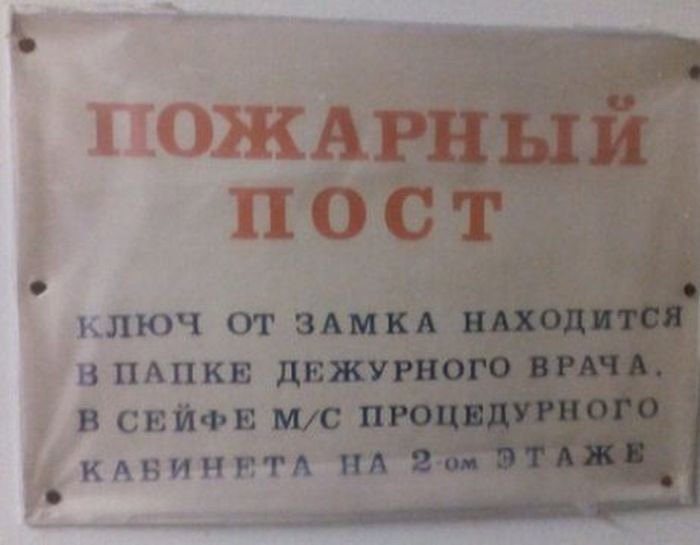 ПОЖАРНЫЙ
ПОСТ
КЛЮЧ ОТ ЗАМКА НАХОДИТСЯ
В ПАПКЕ ДЕЖУРНОГО ВРАЧА.
В СЕЙФЕ М/С ПРОЦЕДУРНОГО
КАБИНЕТА НА 2-ом ЭТАЖЕ